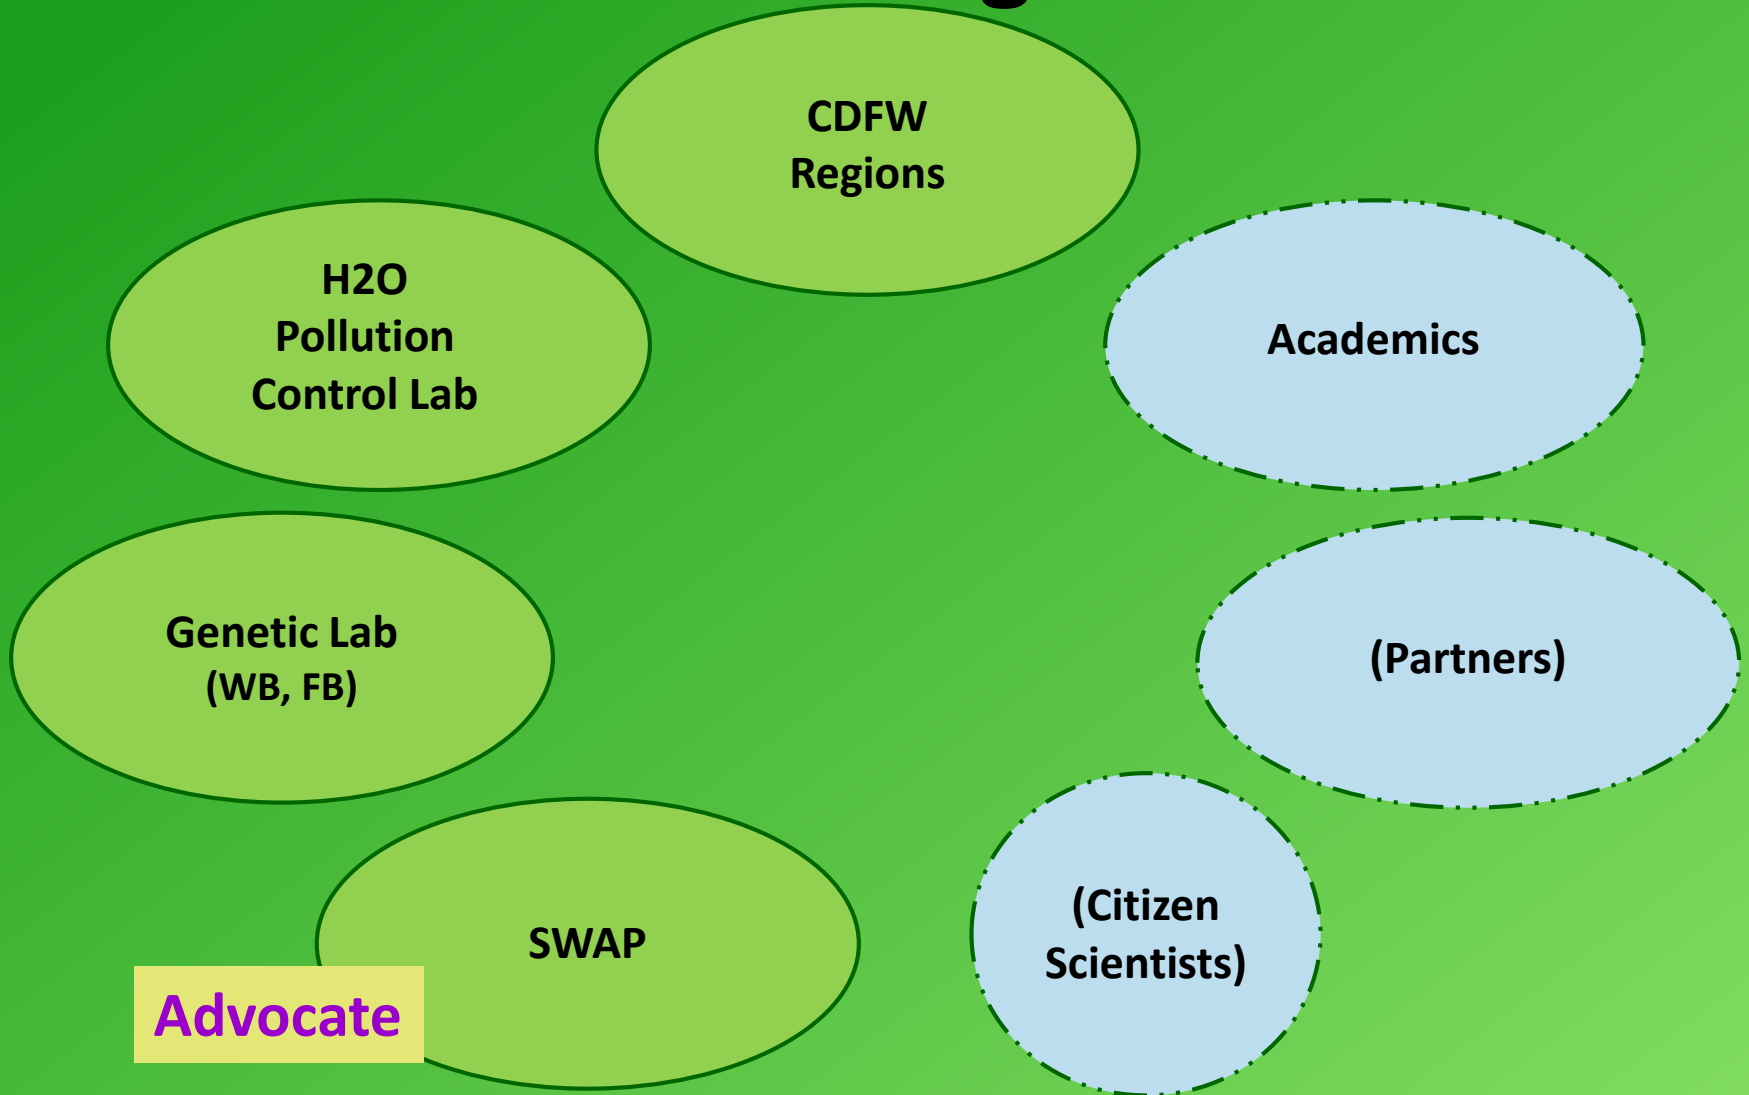 CDFW
Regions
H2O
Pollution
Control Lab
Academics
Genetic Lab
(WB, FB)
(Partners)
SWAP
(Citizen
Scientists)
Advocate